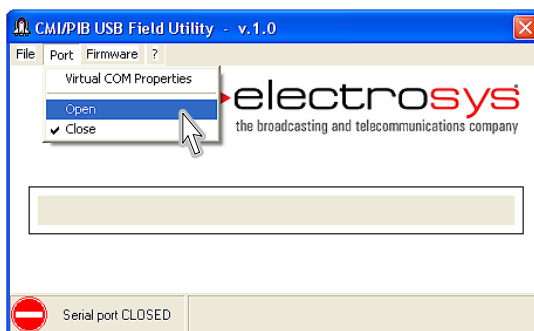 CMI/PIB USB Field Utility - v.1.0
File Port Firmware ?
Virtual COM Properties
Open
Close
electrosys
the broadcasting and telecommunications company
Serial port CLOSED